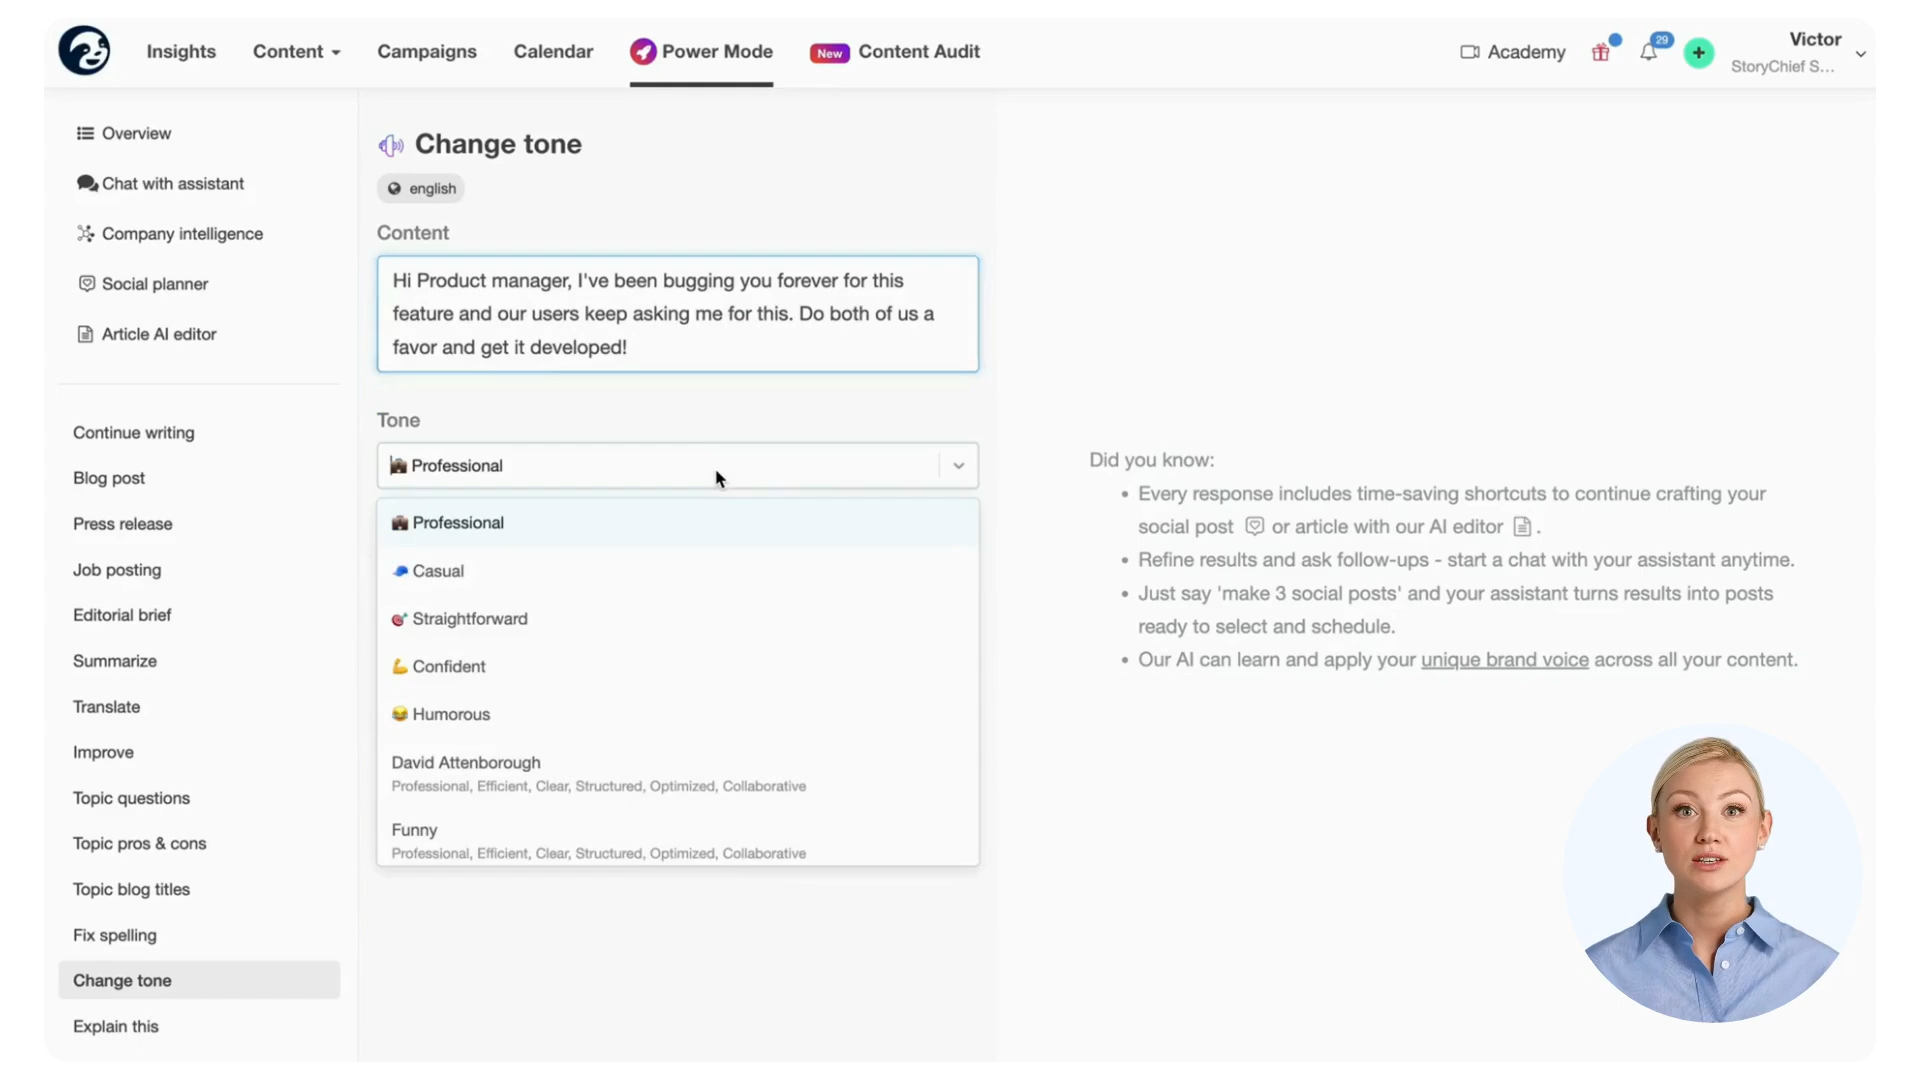 Insights
Content
Campaigns
Calendar
Power Mode
New
Content Audit
Academy
29
Victor
StoryChief S...
Overview
Chat with assistant
Company intelligence
Social planner
Article AI editor
Continue writing
Blog post
Press release
Job posting
Editorial brief
Summarize
Translate
Improve
Topic questions
Topic pros & cons
Topic blog titles
Fix spelling
Change tone
Explain this
Change tone
english
Content
Hi Product manager, I've been bugging you forever for this
feature and our users keep asking me for this. Do both of us a
favor and get it developed!
Tone
Professional
Professional
Casual
Straightforward
Confident
Humorous
David Attenborough
Professional, Efficient, Clear, Structured, Optimized, Collaborative
Funny
Professional, Efficient, Clear, Structured, Optimized, Collaborative
Did you know:
• Every response includes time-saving shortcuts to continue crafting your
social post or article with our AI editor .
• Refine results and ask follow-ups - start a chat with your assistant anytime.
• Just say 'make 3 social posts' and your assistant turns results into posts
ready to select and schedule.
• Our AI can learn and apply your unique brand voice across all your content.